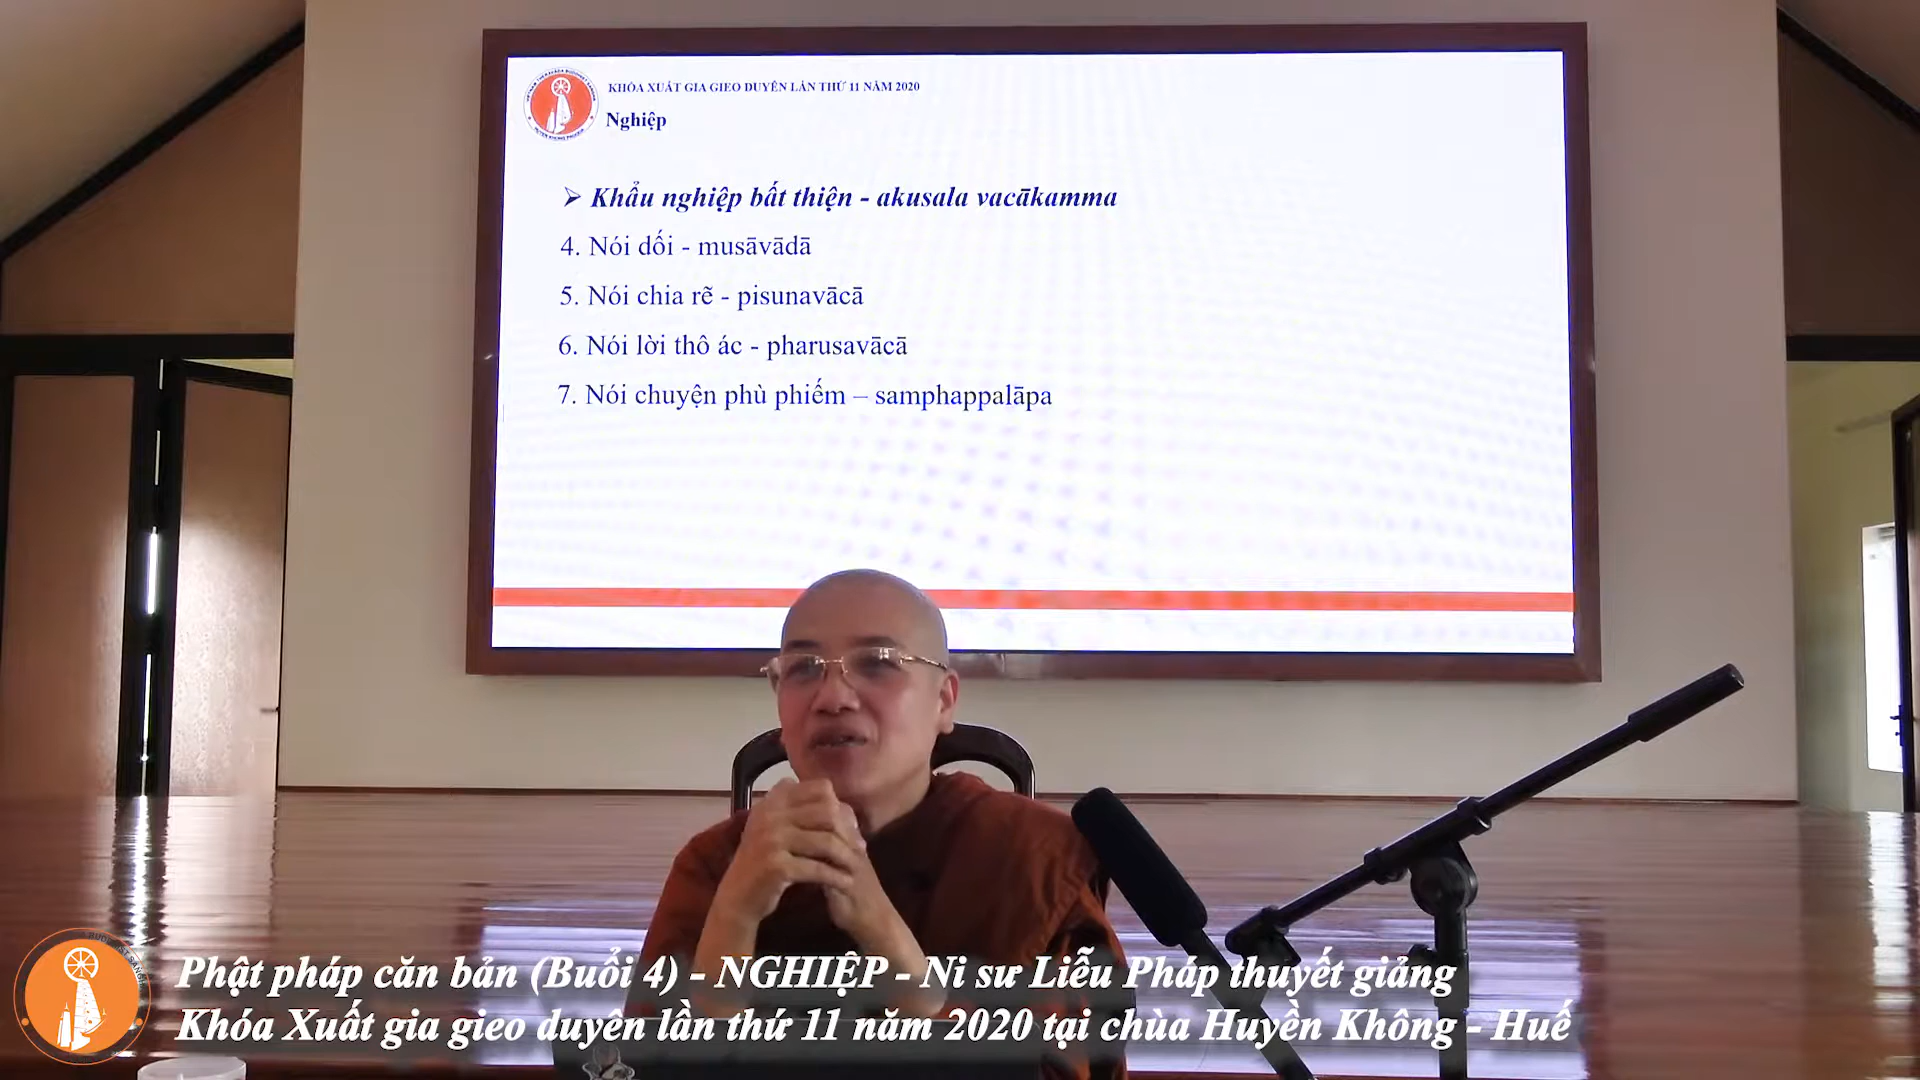 KHÓA XUẤT GIA GIEO DUYÊN LẦN THỨ 11 NĂM 2020
Nghiệp
➢ Khẩu nghiệp bất thiện - akusala vacākamma
4. Nói dối - musāvādā
5. Nói chia rẽ - pisunavācā
6. Nói lời thô ác - pharusavācā
7. Nói chuyện phù phiếm – samphappalāpa
Phật pháp căn bản (Buổi 4) - NGHIỆP - Ni sư Liễu Pháp thuyết giảng
Khóa Xuất gia gieo duyên lần thứ 11 năm 2020 tại chùa Huyền Không - Huế